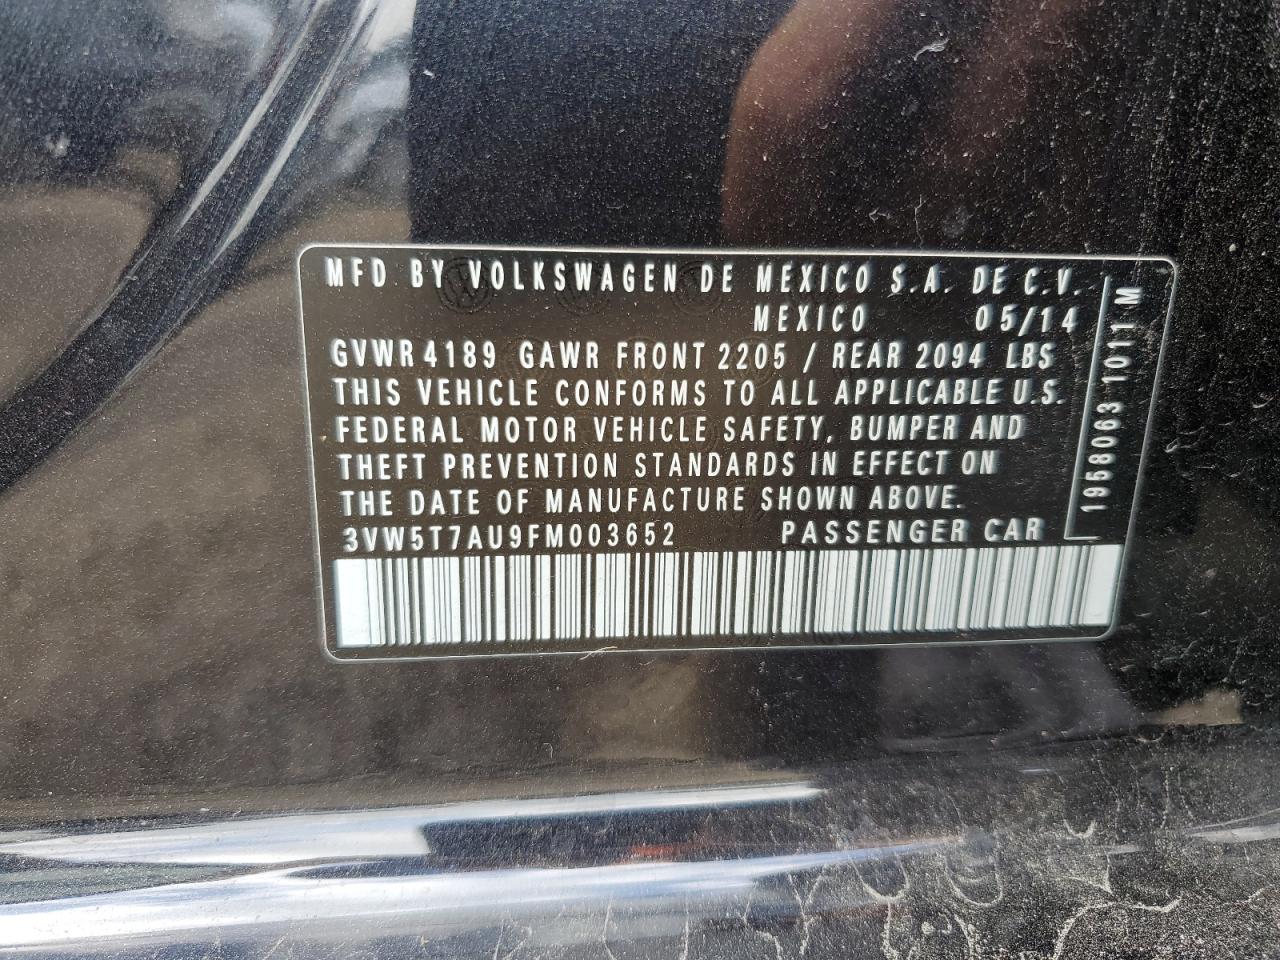 MFD BY VOLKSWAGEN DE MEXICO S.A. DE C.V.
MEXICO 05/14
GVWR 4189 GAWR FRONT 2205 / REAR 2094 LBS
THIS VEHICLE CONFORMS TO ALL APPLICABLE U.S.
FEDERAL MOTOR VEHICLE SAFETY, BUMPER AND
THEFT PREVENTION STANDARDS IN EFFECT ON
THE DATE OF MANUFACTURE SHOWN ABOVE.
3VW5T7AU9FM003652 PASSENGER CAR
1958063 1011 M